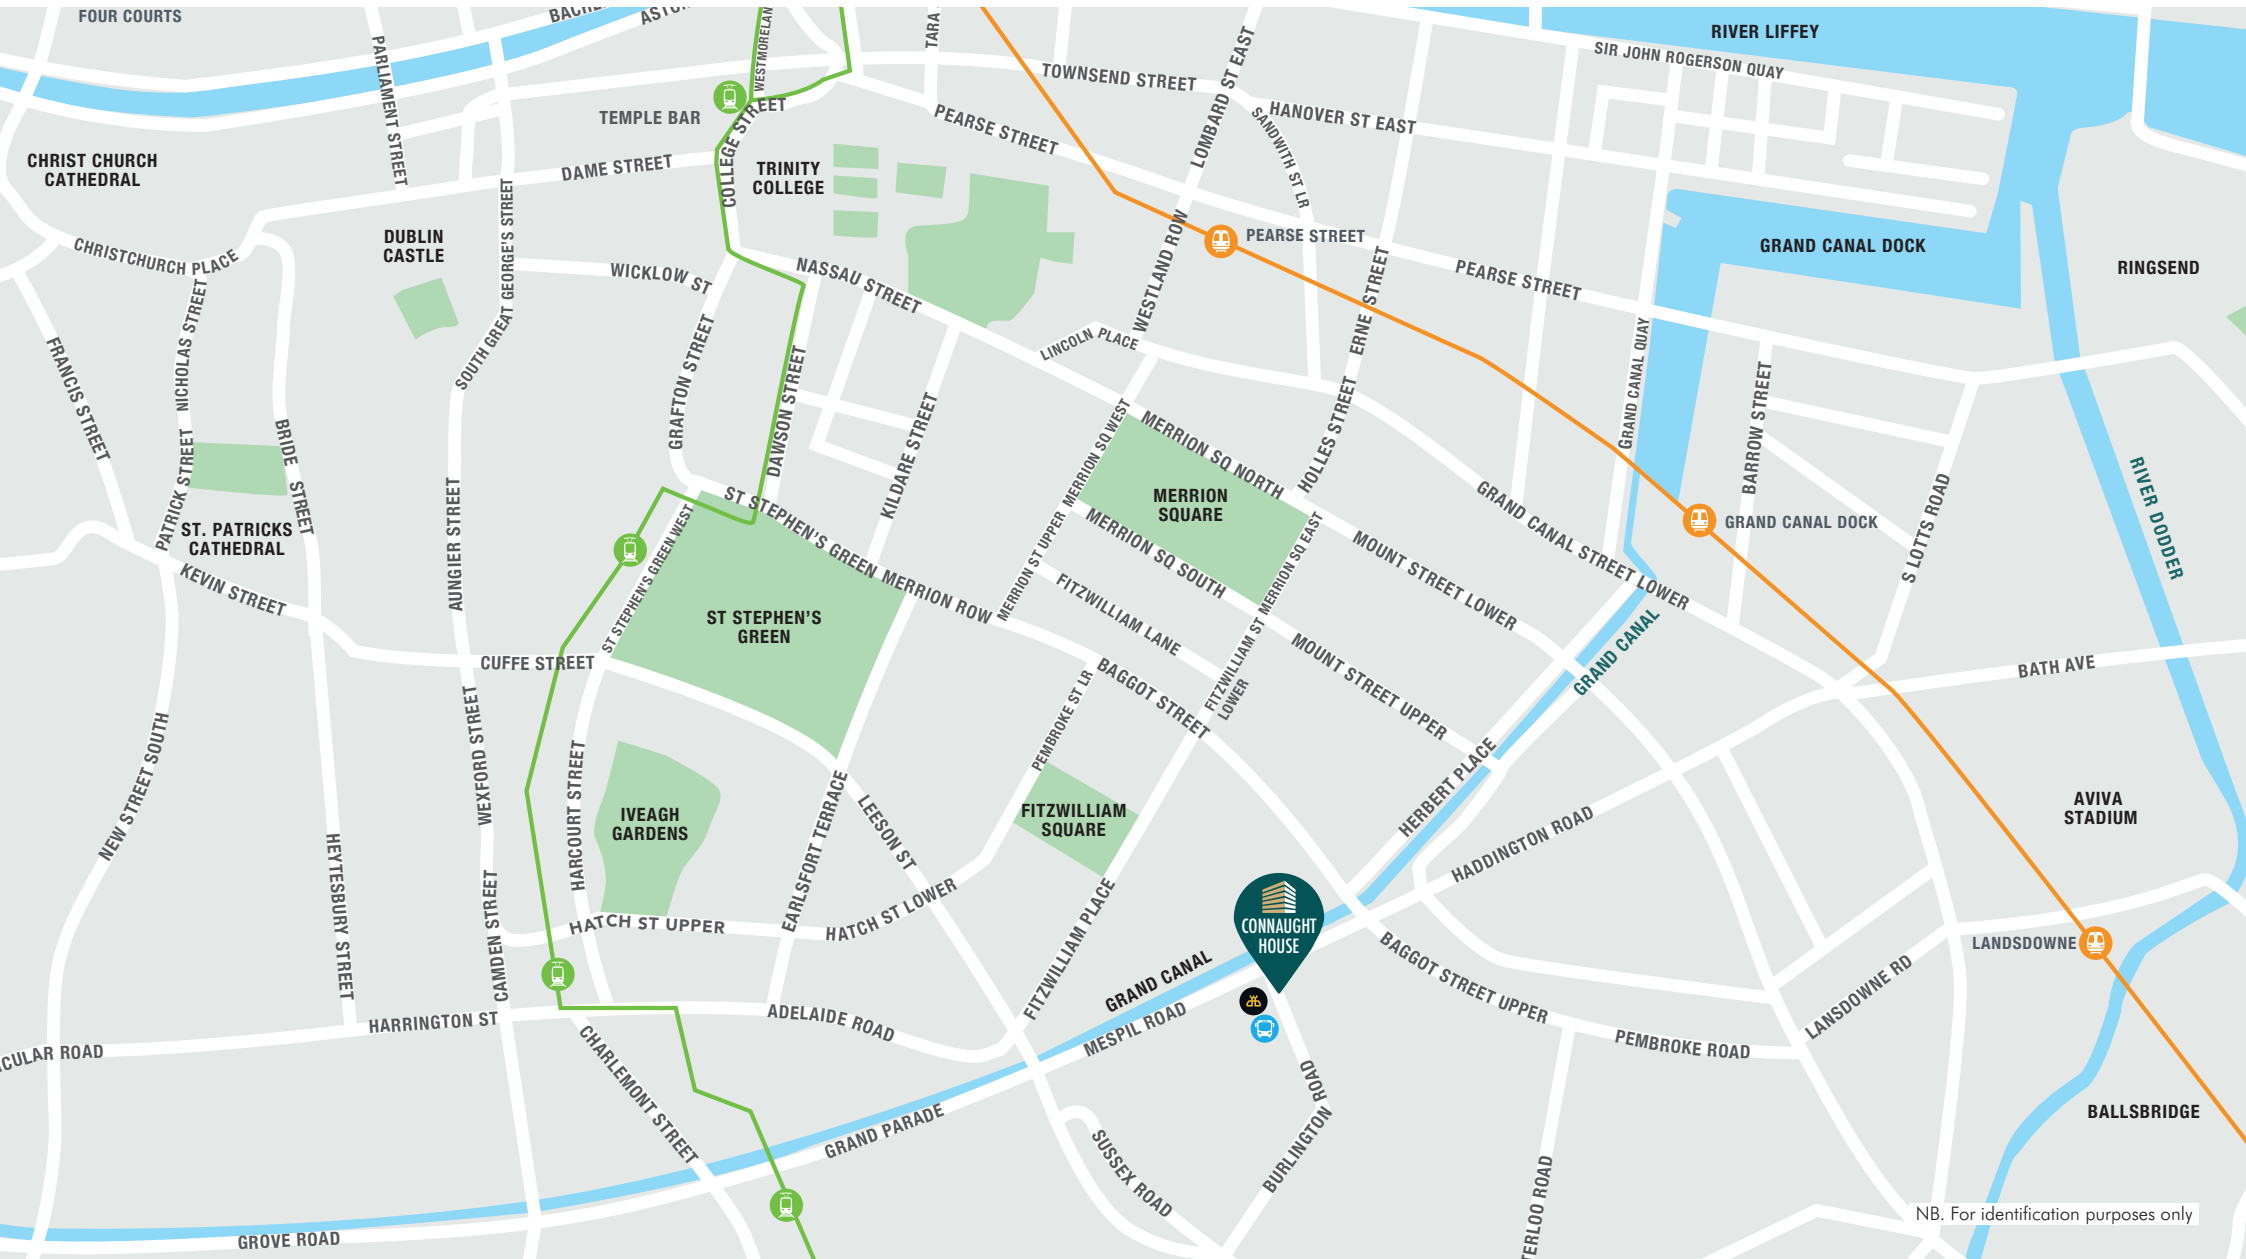 FOUR COURTS
PARLIAMENT STREET
WESTMORELAN
TARA
TOWNSEND STREET
LOMBARD ST EAST
RIVER LIFFEY
SIR JOHN ROGERSON QUAY
TEMPLE BAR
COLLEGE STREET
PEARSE STREET
HANOVER ST EAST
SANDWITH ST LR
CHRIST CHURCH
CATHEDRAL
DAME STREET
TRINITY
COLLEGE
DUBLIN
CASTLE
SOUTH GREAT GEORGE'S STREET
CHRISTCHURCH PLACE
WICKLOW ST
NASSAU STREET
WESTLAND ROW
PEARSE STREET
PEARSE STREET
GRAND CANAL DOCK
RINGSEND
FRANCIS STREET
NICHOLAS STREET
GRAFTON STREET
DAWSON STREET
KILDARE STREET
LINCOLN PLACE
ERNE STREET
HOLLES STREET
GRAND CANAL QUAY
BARROW STREET
PATRICK STREET
BRIDE STREET
MERRION SQ WEST
MERRION SQ NORTH
MERRION
SQUARE
MERRION SQ SOUTH
MERRION SQ EAST
ST. PATRICKS
CATHEDRAL
KEVIN STREET
AUNGIER STREET
ST STEPHEN'S GREEN WEST
ST STEPHEN'S GREEN
MERRION ROW
MERRION ST UPPER
GRAND CANAL STREET LOWER
GRAND CANAL DOCK
S LOTTS ROAD
RIVER DODDER
MOUNT STREET LOWER
FITZWILLIAM LANE
ST STEPHEN'S
GREEN
CUFFE STREET
BAGGOT STREET
FITZWILLIAM ST
LOWER
MOUNT STREET UPPER
GRAND CANAL
BATH AVE
NEW STREET SOUTH
WEXFORD STREET
HARCOURT STREET
PEMBROKE ST LR
HERBERT PLACE
IVEAGH
GARDENS
EARLSFORT TERRACE
LEESON ST
FITZWILLIAM
SQUARE
HADDINGTON ROAD
AVIVA
STADIUM
HEYTESBURY STREET
CAMDEN STREET
HATCH ST UPPER
HATCH ST LOWER
FITZWILLIAM PLACE
CONNAUGHT
HOUSE
GRAND CANAL
MESPIL ROAD
BAGGOT STREET UPPER
LANDSDOWNE
LANSDOWNE RD
HARRINGTON ST
ADELAIDE ROAD
CULAR ROAD
CHARLEMONT STREET
PEMBROKE ROAD
BURLINGTON ROAD
BALLSBRIDGE
GRAND PARADE
SUSSEX ROAD
ERLOO ROAD
GROVE ROAD
NB. For identification purposes only